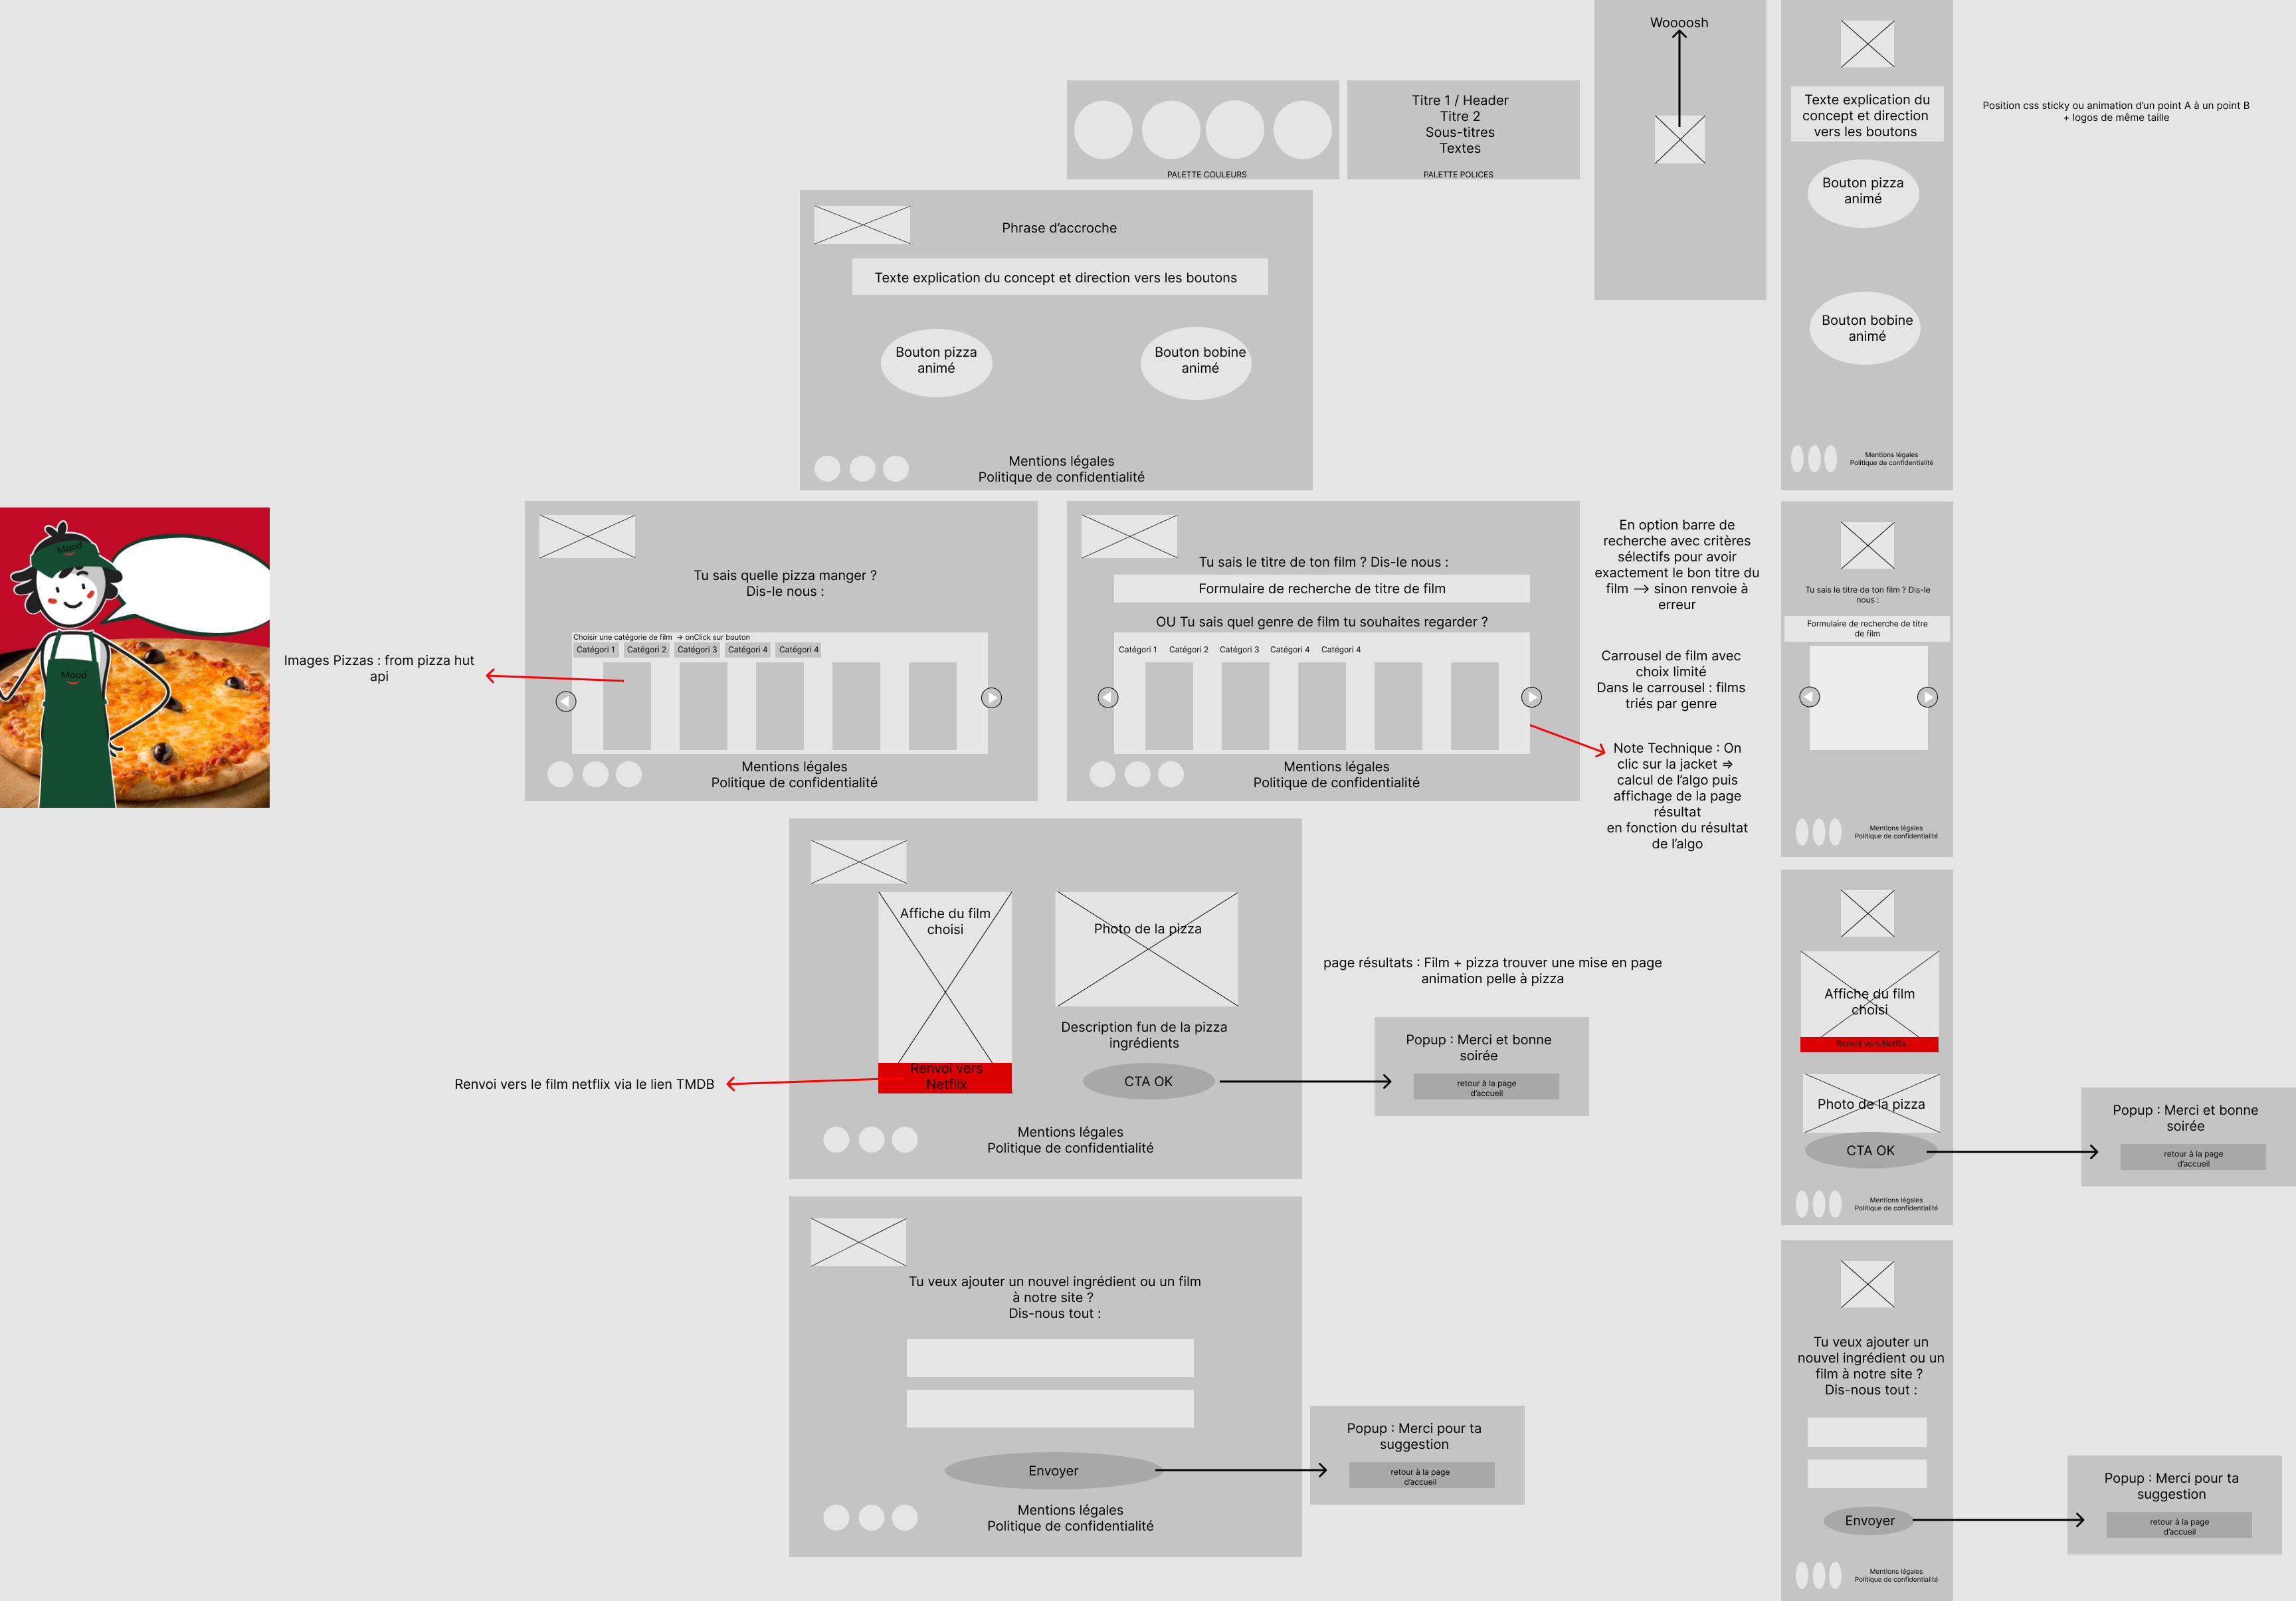 Woooosh
Titre 1 / Header
Titre 2
Sous-titres
Textes
PALETTE COULEURS
PALETTE POLICES
Texte explication du
concept et direction
vers les boutons
Bouton pizza
animé
Bouton bobine
animé
Mentions légales
Politique de confidentialité
Position css sticky ou animation d'un point A à un point B
+ logos de même taille
Phrase d'accroche
Texte explication du concept et direction vers les boutons
Bouton pizza
animé
Bouton bobine
animé
Mentions légales
Politique de confidentialité
Mood
Mood
Images Pizzas : from pizza hut
api
Tu sais quelle pizza manger ?
Dis-le nous :
Choisir une catégorie de film → onClick sur bouton
Catégori 1
Catégori 2
Catégori 3
Catégori 4
Catégori 4
Mentions légales
Politique de confidentialité
Tu sais le titre de ton film ? Dis-le nous :
Formulaire de recherche de titre de film
OU Tu sais quel genre de film tu souhaites regarder ?
Catégori 1
Catégori 2
Catégori 3
Catégori 4
Catégori 4
Mentions légales
Politique de confidentialité
En option barre de
recherche avec critères
sélectifs pour avoir
exactement le bon titre du
film —> sinon renvoie à
erreur
Carrousel de film avec
choix limité
Dans le carrousel : films
triés par genre
Note Technique : On
clic sur la jacket =>
calcul de l'algo puis
affichage de la page
résultat
en fonction du résultat
de l'algo
Tu sais le titre de ton film ? Dis-le
nous :
Formulaire de recherche de titre
de film
Mentions légales
Politique de confidentialité
Affiche du film
choisi
Renvoi vers
Netflix
Photo de la pizza
Description fun de la pizza
ingrédients
CTA OK
Mentions légales
Politique de confidentialité
Renvoi vers le film netflix via le lien TMDB
page résultats : Film + pizza trouver une mise en page
animation pelle à pizza
Popup : Merci et bonne
soirée
retour à la page
d'accueil
Affiche du film
choisi
Renvoi vers Netflix
Photo de la pizza
CTA OK
Mentions légales
Politique de confidentialité
Popup : Merci et bonne
soirée
retour à la page
d'accueil
Tu veux ajouter un nouvel ingrédient ou un film
à notre site ?
Dis-nous tout :
Envoyer
Mentions légales
Politique de confidentialité
Popup : Merci pour ta
suggestion
retour à la page
d'accueil
Tu veux ajouter un
nouvel ingrédient ou un
film à notre site ?
Dis-nous tout :
Envoyer
Mentions légales
Politique de confidentialité
Popup : Merci pour ta
suggestion
retour à la page
d'accueil